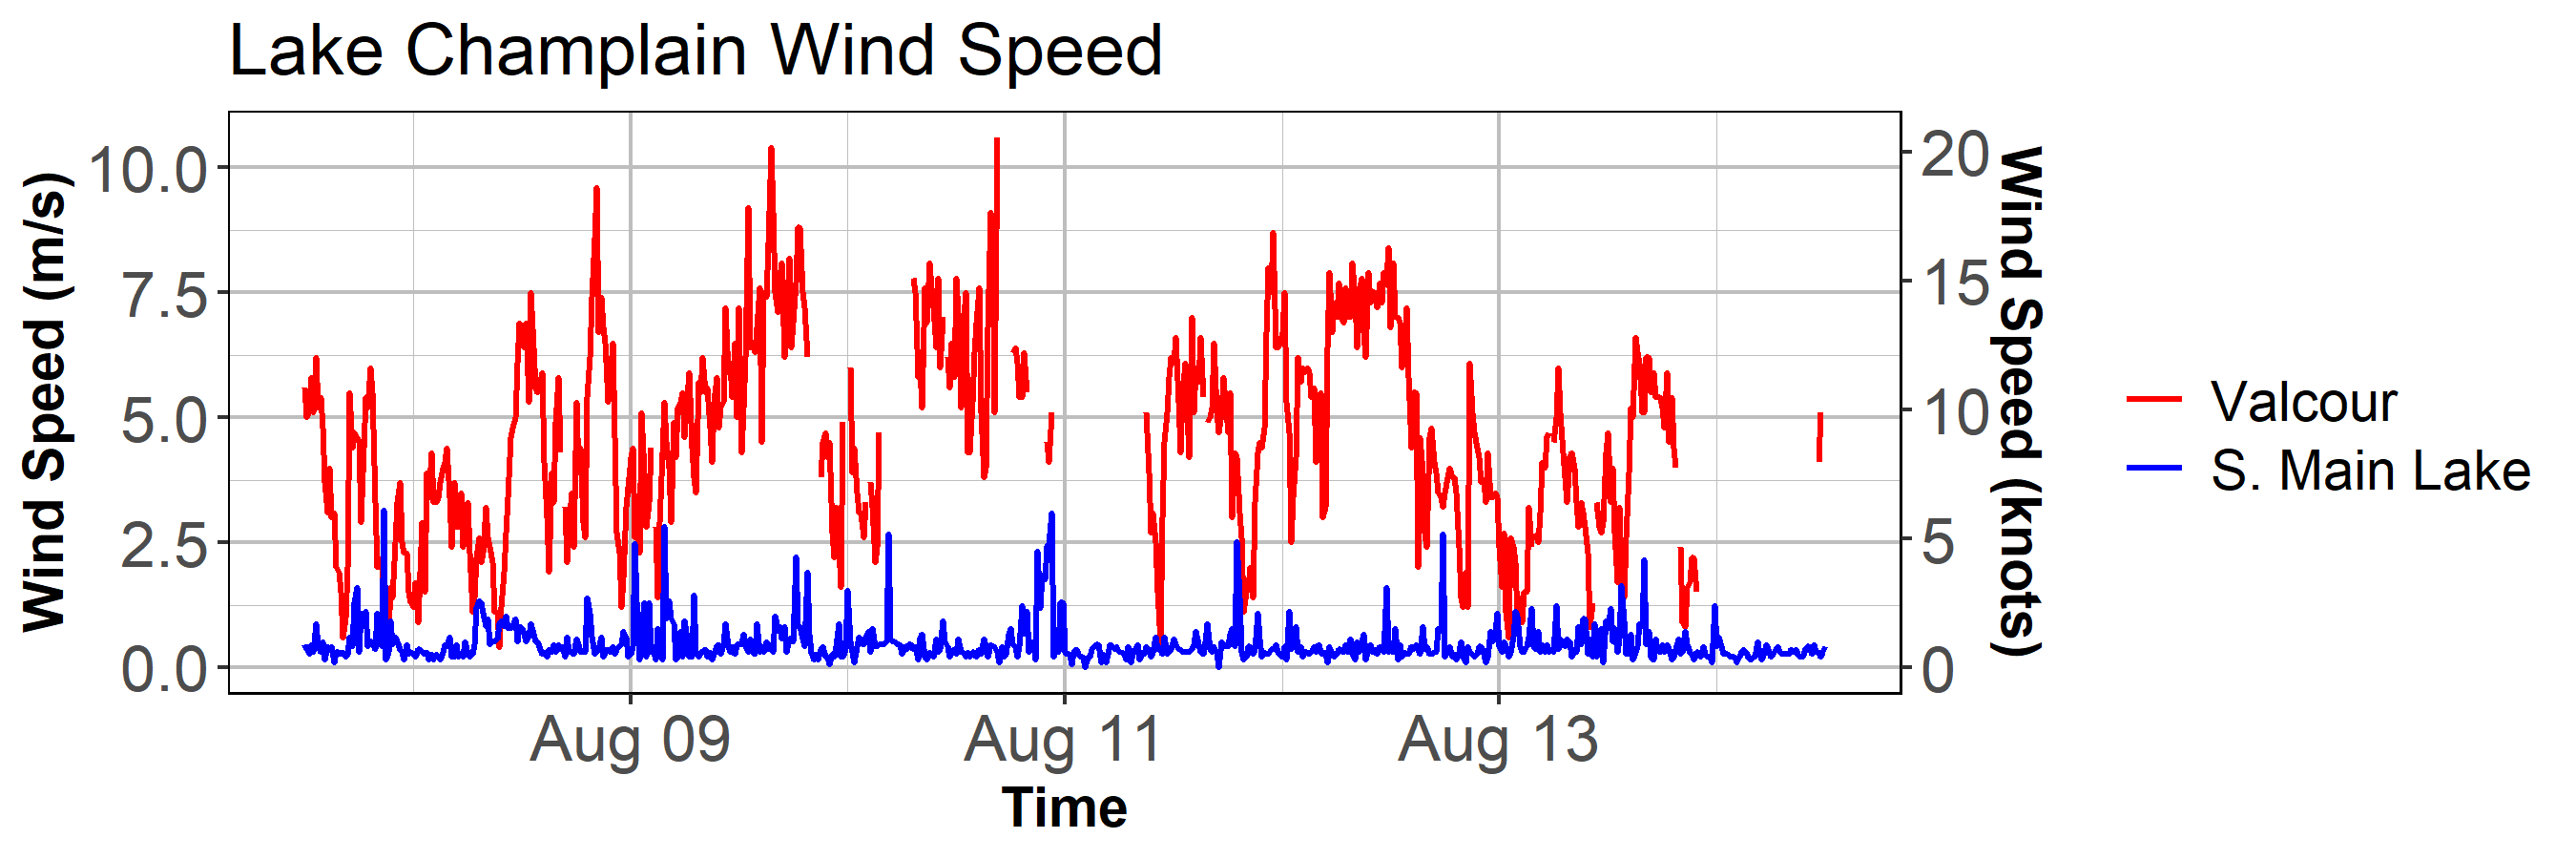 Lake Champlain Wind Speed
Wind Speed (m/s)
10.0
7.5
5.0
2.5
0.0
20
15
10
5
0
Wind Speed (knots)
Aug 09
Aug 11
Aug 13
Time
Valcour
S. Main Lake